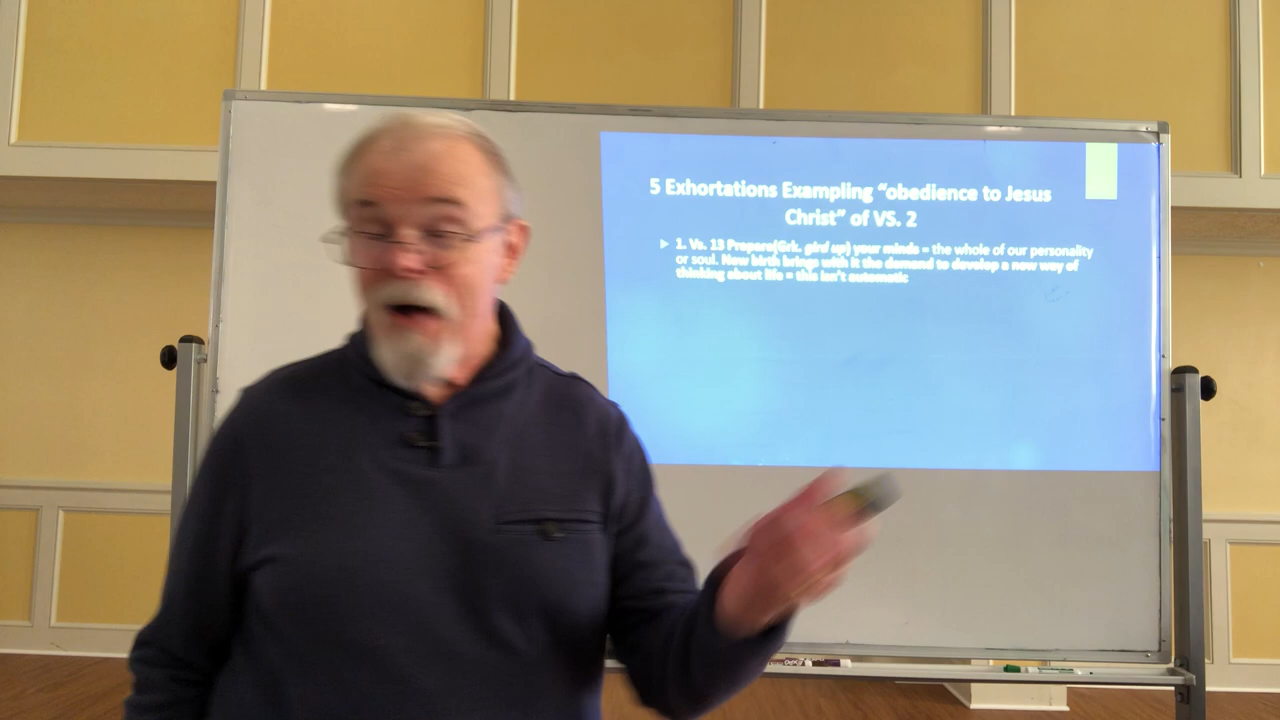 5 Exhortations Exampling “obedience to Jesus
Christ” of VS. 2
1. Vs. 13 Prepare(Grk. gird up) your minds = the whole of our personality
or soul. New birth brings with it the demand to develop a new way of
thinking about life = this isn't automatic